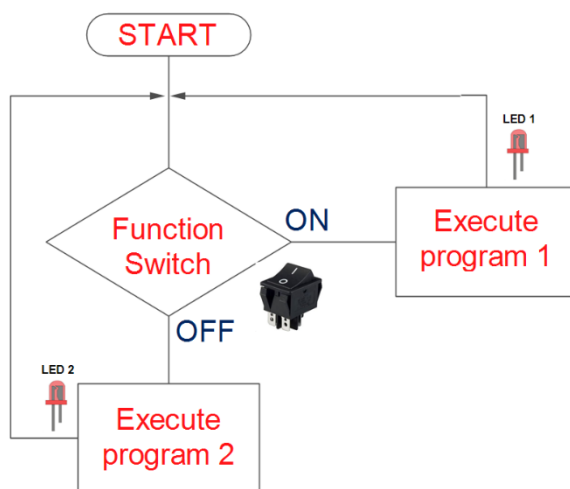 START
LED 1
Function
Switch
ON
Execute
program 1
OFF
LED 2
Execute
program 2